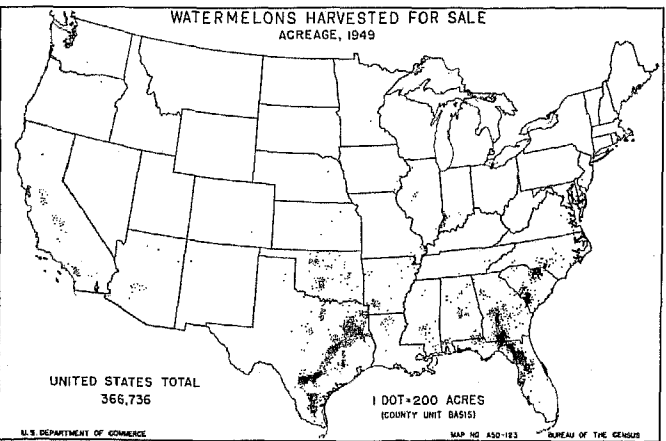 WATERMELONS HARVESTED FOR SALE
ACREAGE, 1949
UNITED STATES TOTAL
366,736
1 DOT=200 ACRES
(COUNTY UNIT BASIS)
U.S. DEPARTMENT OF COMMERCE
MAP NO A50-123
BUREAU OF THE CENSUS